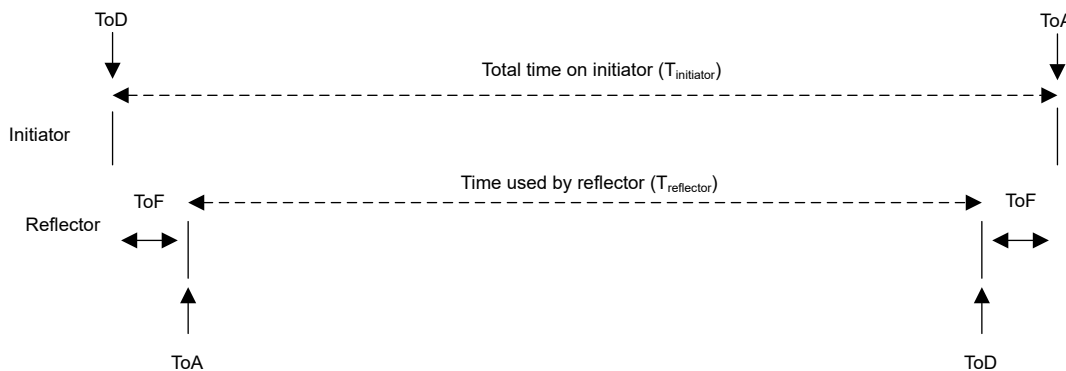 ToD
ToA
Total time on initiator (Tinitiator)
Initiator
Time used by reflector (Treflector)
ToF
ToF
Reflector
ToA
ToD